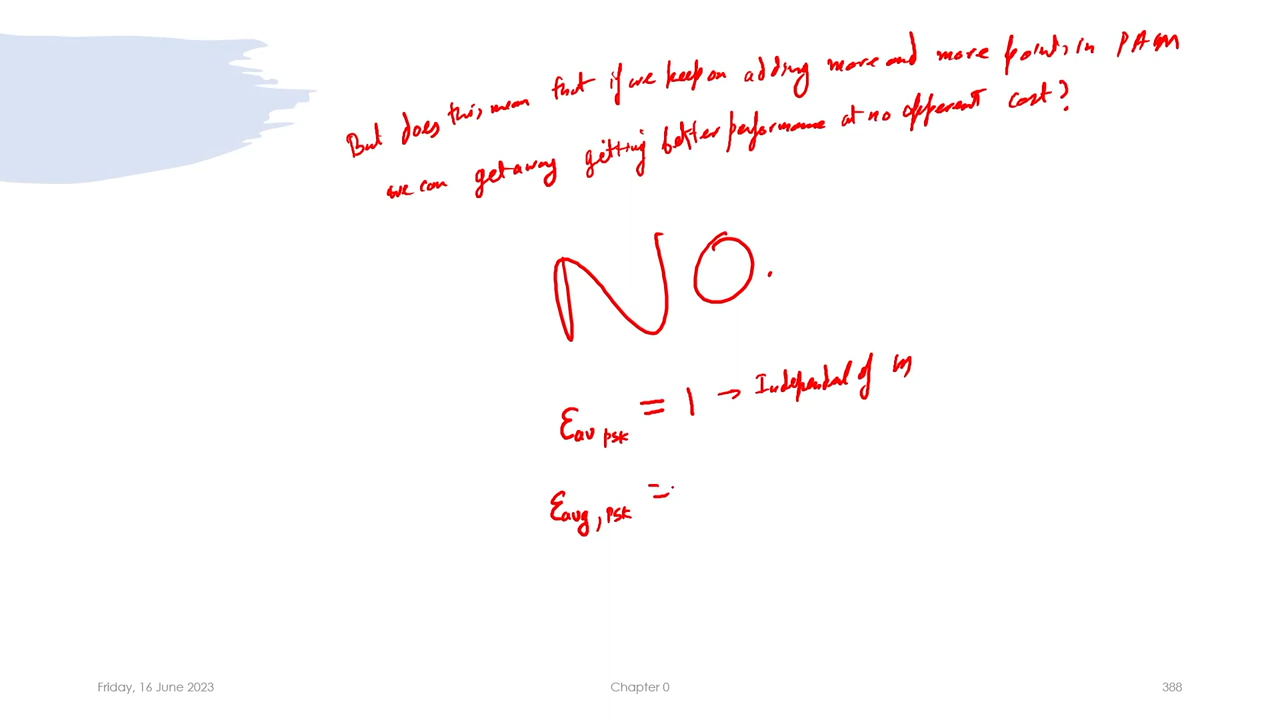 But does this mean that if we keep on adding more and more points in PAM
we can get away getting better performance at no apparent cost?
NO.
Eav psk = 1 → Independent of M
Eavg, psk =
Friday, 16 June 2023
Chapter 0
388